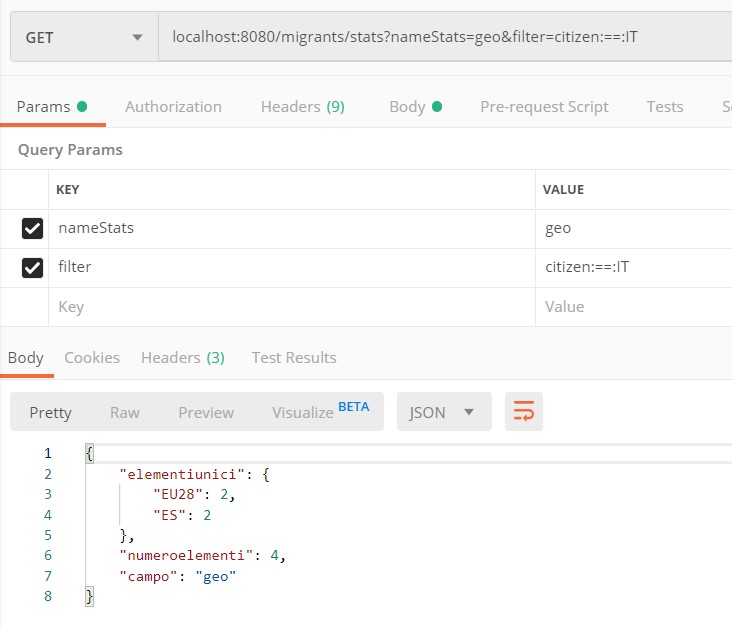 GET localhost:8080/migrants/stats?nameStats=geo&filter=citizen:==:IT
Params Authorization Headers (9) Body Pre-request Script Tests
Query Params
KEY VALUE
nameStats geo
filter citizen:==:IT
Key Value
Body Cookies Headers (3) Test Results
Pretty Raw Preview Visualize BETA JSON
1 {
2 "elementiunici": {
3 "EU28": 2,
4 "ES": 2
5 },
6 "numeroelementi": 4,
7 "campo": "geo"
8 }